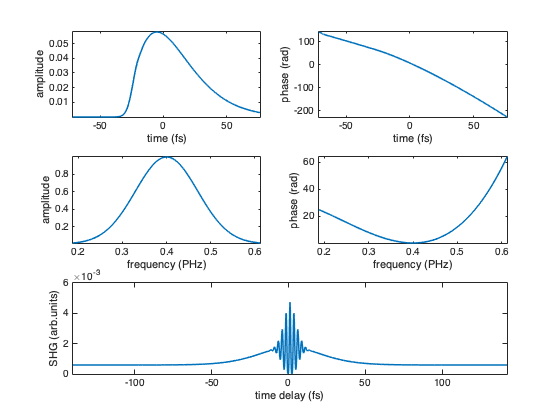 0.05
0.04
0.03
0.02
0.01
amplitude
-50 0 50
time (fs)
100
0
-100
-200
phase (rad)
-50 0 50
time (fs)
0.8
0.6
0.4
0.2
amplitude
0.2 0.3 0.4 0.5 0.6
frequency (PHz)
60
40
20
phase (rad)
0.2 0.3 0.4 0.5 0.6
frequency (PHz)
×10-3
6
4
2
0
SHG (arb.units)
-100 -50 0 50 100
time delay (fs)